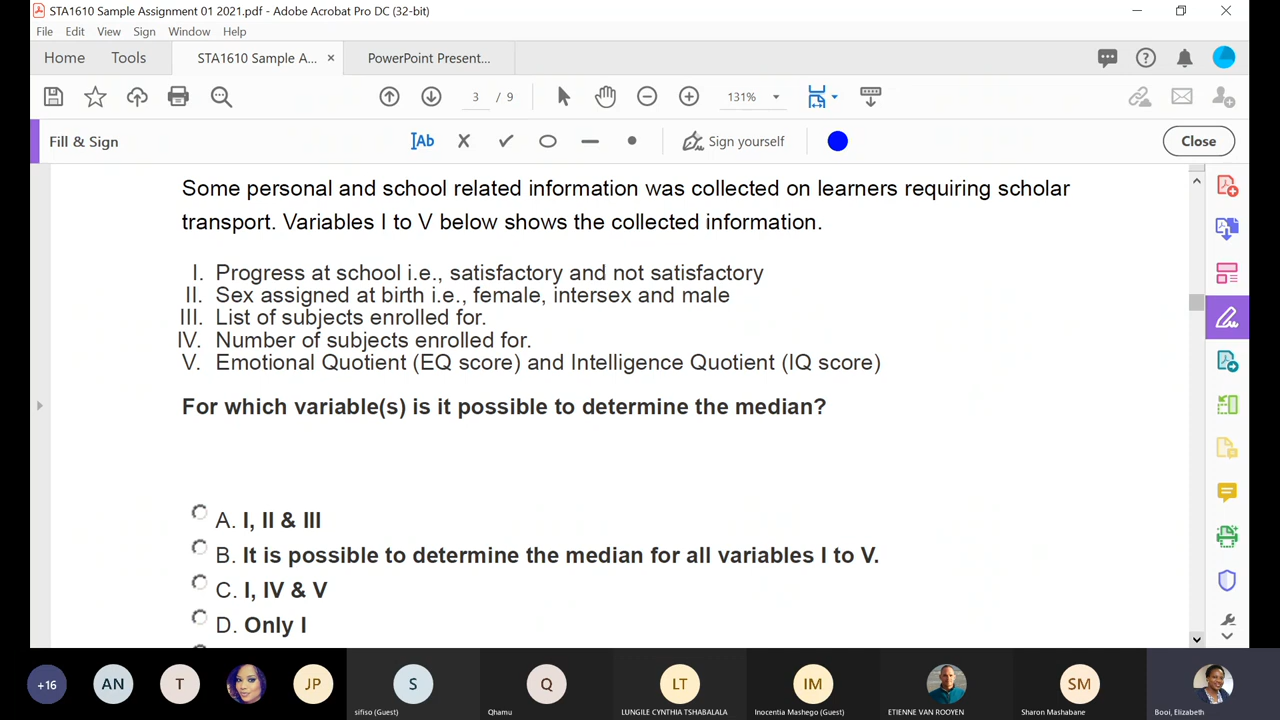 STA1610 Sample Assignment 01 2021.pdf - Adobe Acrobat Pro DC (32-bit)
File Edit View Sign Window Help
Home Tools STA1610 Sample A... × PowerPoint Present...
3 / 9 131%
Fill & Sign Ab Sign yourself Close
Some personal and school related information was collected on learners requiring scholar
transport. Variables I to V below shows the collected information.
I. Progress at school i.e., satisfactory and not satisfactory
II. Sex assigned at birth i.e., female, intersex and male
III. List of subjects enrolled for.
IV. Number of subjects enrolled for.
V. Emotional Quotient (EQ score) and Intelligence Quotient (IQ score)
For which variable(s) is it possible to determine the median?
A. I, II & III
B. It is possible to determine the median for all variables I to V.
C. I, IV & V
D. Only I
+16 AN T JP S Q LT IM SM
sifiso (Guest) Qhamu LUNGILE CYNTHIA TSHABALALA Inocentia Mashego (Guest) ETIENNE VAN ROOYEN Sharon Mashabane Booi, Elizabeth